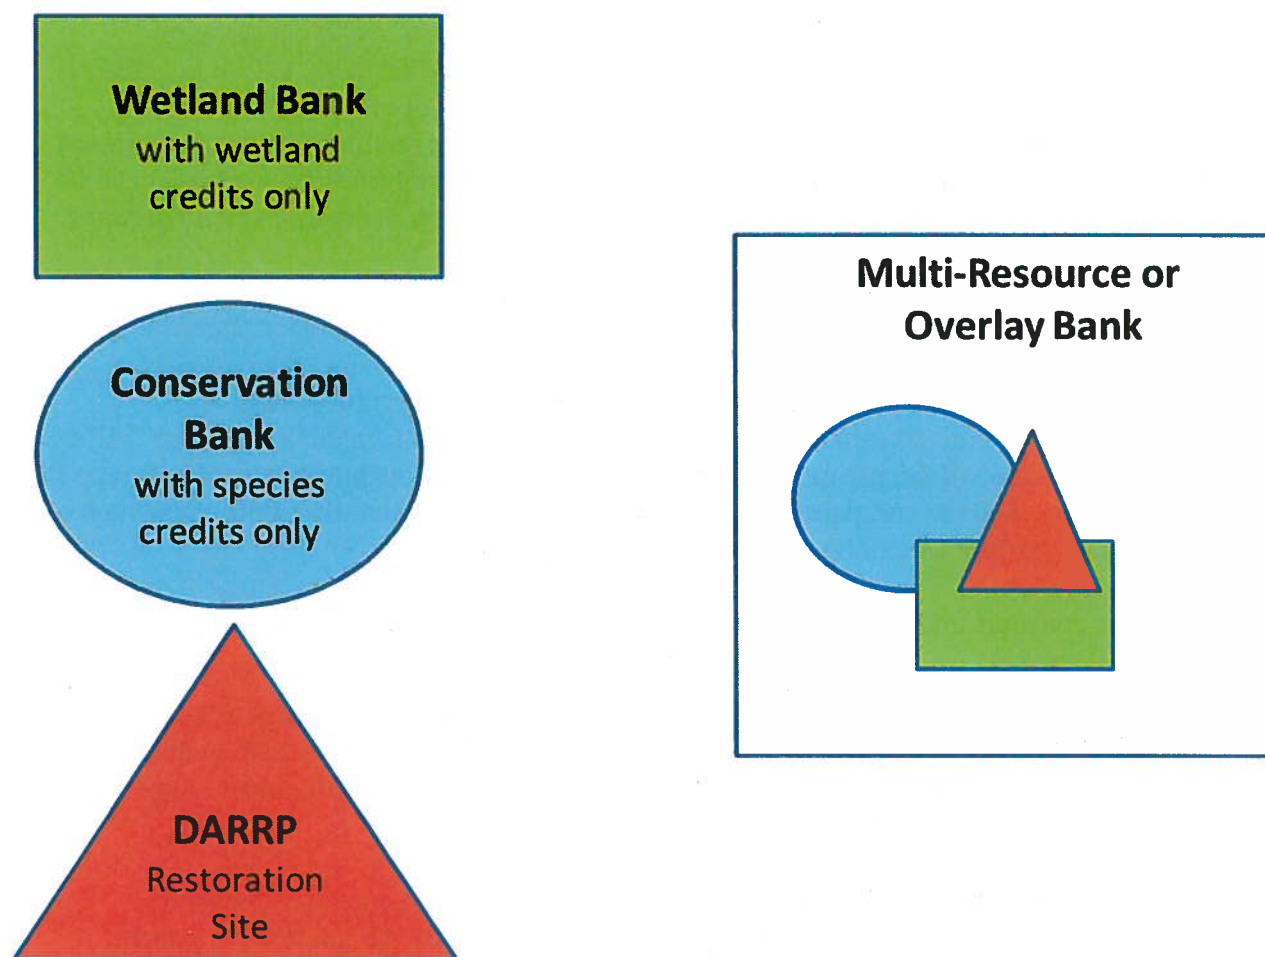 Wetland Bank
with wetland
credits only
Conservation
Bank
with species
credits only
DARRP
Restoration
Site
Multi-Resource or
Overlay Bank